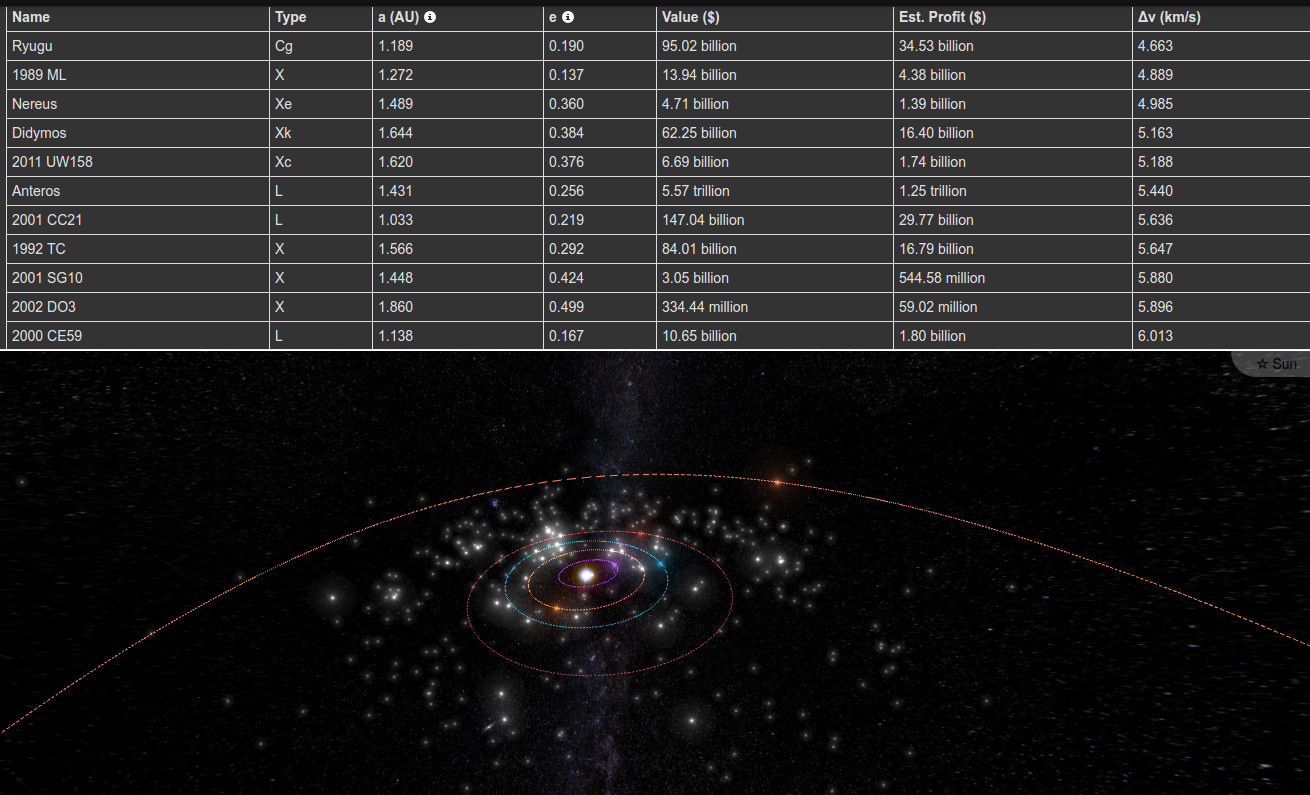 Name Type a (AU) e Value ($) Est. Profit ($) Δv (km/s)
Ryugu Cg 1.189 0.190 95.02 billion 34.53 billion 4.663
1989 ML X 1.272 0.137 13.94 billion 4.38 billion 4.889
Nereus Xe 1.489 0.360 4.71 billion 1.39 billion 4.985
Didymos Xk 1.644 0.384 62.25 billion 16.40 billion 5.163
2011 UW158 Xc 1.620 0.376 6.69 billion 1.74 billion 5.188
Anteros L 1.431 0.256 5.57 trillion 1.25 trillion 5.440
2001 CC21 L 1.033 0.219 147.04 billion 29.77 billion 5.636
1992 TC X 1.566 0.292 84.01 billion 16.79 billion 5.647
2001 SG10 X 1.448 0.424 3.05 billion 544.58 million 5.880
2002 DO3 X 1.860 0.499 334.44 million 59.02 million 5.896
2000 CE59 L 1.138 0.167 10.65 billion 1.80 billion 6.013
☆ Sun